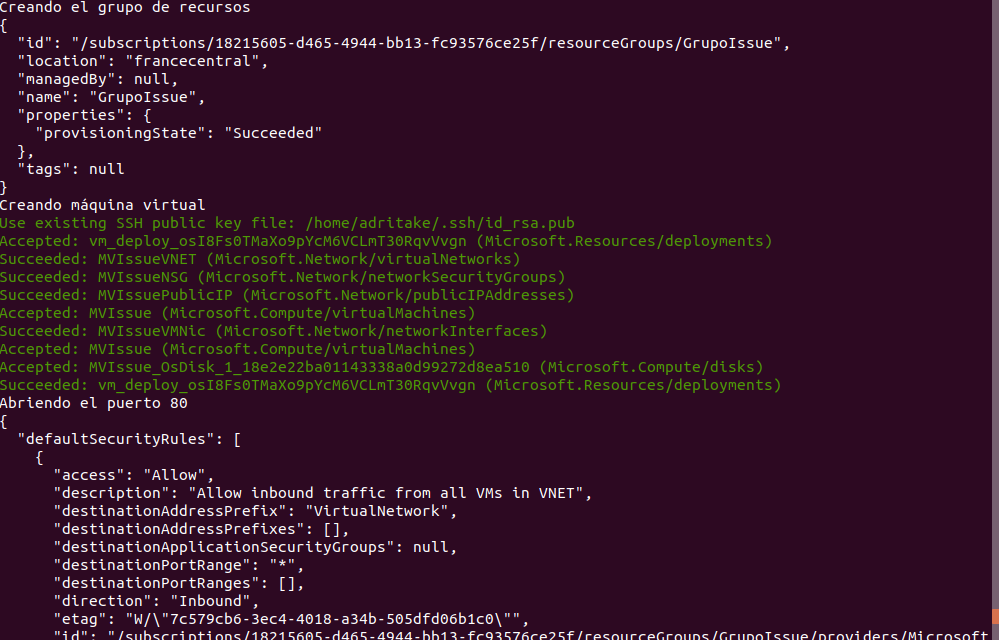 Creando el grupo de recursos
{
  "id": "/subscriptions/18215605-d465-4944-bb13-fc93576ce25f/resourceGroups/GrupoIssue",
  "location": "francecentral",
  "managedBy": null,
  "name": "GrupoIssue",
  "properties": {
    "provisioningState": "Succeeded"
  },
  "tags": null
}
Creando máquina virtual
Use existing SSH public key file: /home/adritake/.ssh/id_rsa.pub
Accepted: vm_deploy_osI8Fs0TMaXo9pYcM6VCLmT30RqvVvgn (Microsoft.Resources/deployments)
Succeeded: MVIssueVNET (Microsoft.Network/virtualNetworks)
Succeeded: MVIssueNSG (Microsoft.Network/networkSecurityGroups)
Succeeded: MVIssuePublicIP (Microsoft.Network/publicIPAddresses)
Accepted: MVIssue (Microsoft.Compute/virtualMachines)
Succeeded: MVIssueVMNic (Microsoft.Network/networkInterfaces)
Accepted: MVIssue (Microsoft.Compute/virtualMachines)
Accepted: MVIssue_OsDisk_1_18e2e22ba01143338a0d99272d8ea510 (Microsoft.Compute/disks)
Succeeded: vm_deploy_osI8Fs0TMaXo9pYcM6VCLmT30RqvVvgn (Microsoft.Resources/deployments)
Abriendo el puerto 80
{
  "defaultSecurityRules": [
    {
      "access": "Allow",
      "description": "Allow inbound traffic from all VMs in VNET",
      "destinationAddressPrefix": "VirtualNetwork",
      "destinationAddressPrefixes": [],
      "destinationApplicationSecurityGroups": null,
      "destinationPortRange": "*",
      "destinationPortRanges": [],
      "direction": "Inbound",
      "etag": "W/\"7c579cb6-3ec4-4018-a34b-505dfd06b1c0\"",
      "id": "/subscriptions/18215605-d465-4944-bb13-fc93576ce25f/resourceGroups/GrupoIssue/providers/Microsoft